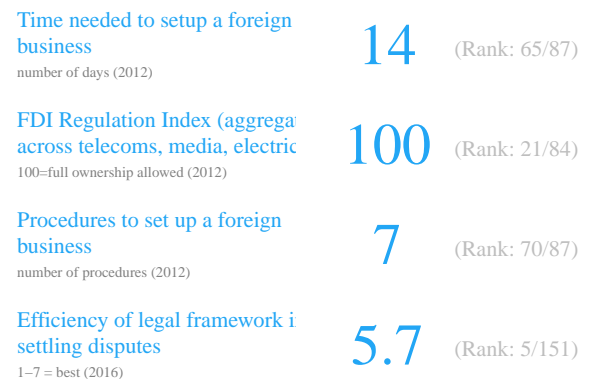 Time needed to setup a foreign
business
number of days (2012)
14
(Rank: 65/87)
FDI Regulation Index
across telecoms, media,
100=full ownership allowed (2012)
100
(Rank: 21/84)
Procedures to set up a foreign
business
number of procedures (2012)
7
(Rank: 70/87)
Efficiency of legal framework
settling disputes
1–7 = best (2016)
5.7
(Rank: 5/151)